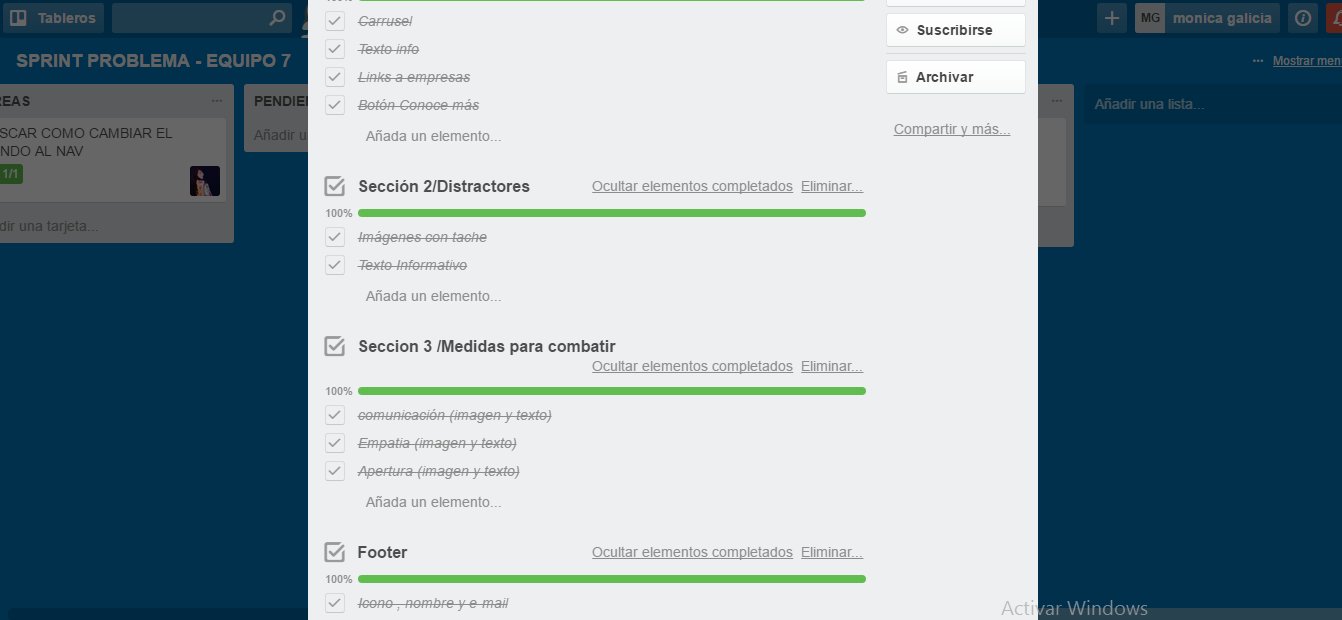 Tableros
MG monica galicia
SPRINT PROBLEMA - EQUIPO 7
... Mostrar men
EAS ...
SCAR COMO CAMBIAR EL
NDO AL NAV
1/1
dir una tarjeta...
PENDIE
Añadir u
100%
Carrusel
Texto info
Links a empresas
Botón Conoce más
Añada un elemento...
Sección 2/Distractores Ocultar elementos completados Eliminar...
100%
Imágenes con tache
Texto Informativo
Añada un elemento...
Seccion 3 /Medidas para combatir
Ocultar elementos completados Eliminar...
100%
comunicación (imagen y texto)
Empatia (imagen y texto)
Apertura (imagen y texto)
Añada un elemento...
Footer Ocultar elementos completados Eliminar...
100%
Icono , nombre y e-mail
Suscribirse
Archivar
Compartir y más...
...
Añadir una lista...
Activar Windows